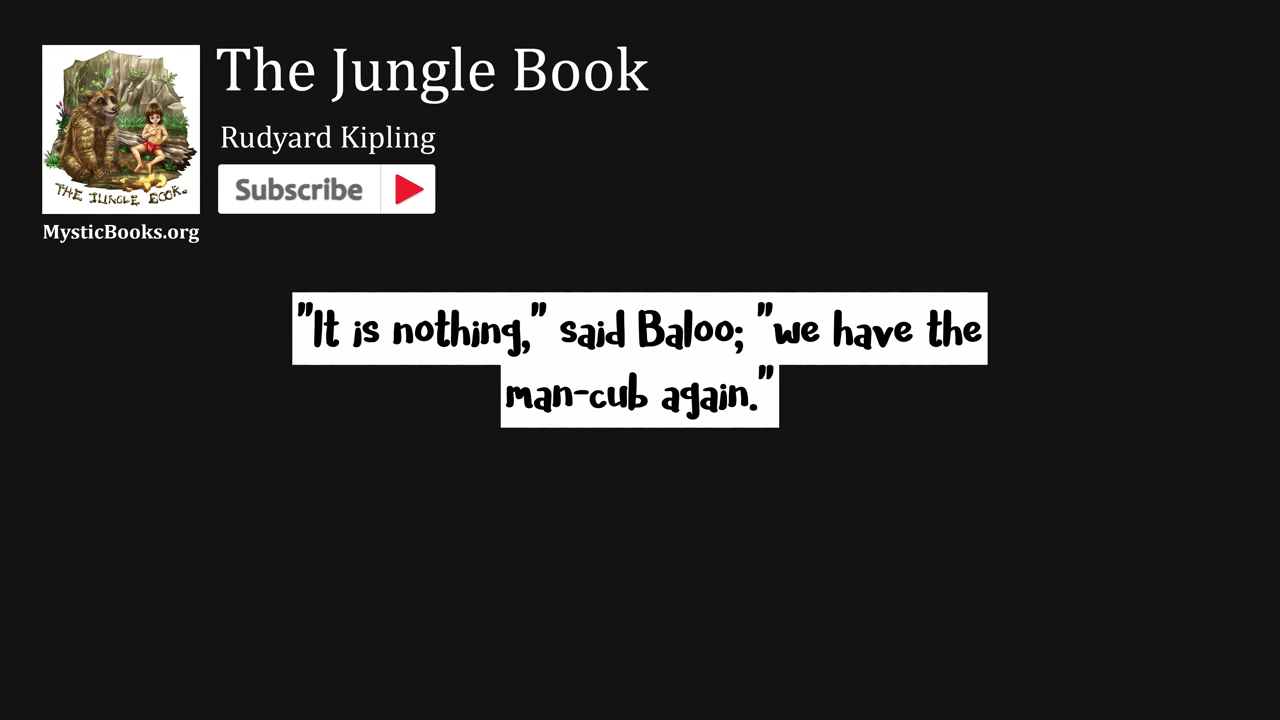 The Jungle Book
Rudyard Kipling
Subscribe
THE JUNGLE BOOK.
MysticBooks.org
"It is nothing," said Baloo; "we have the
man-cub again."